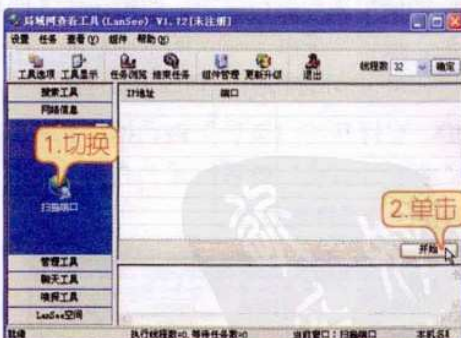 局域网查看工具(LanSee) V1.72[未注册]
设置 任务 查看(V) 组件 帮助(O)
工具选项 工具显示 任务浏览 结束任务 组件管理 更新升级 退出 线程数 32 确定
搜索工具 IP地址 端口
网络信息
1.切换
扫描端口
2.单击
开始
管理工具
聊天工具
嗅探工具
LanSee空间
就绪 执行线程数=0,等待任务数=0 当前窗口:扫描端口